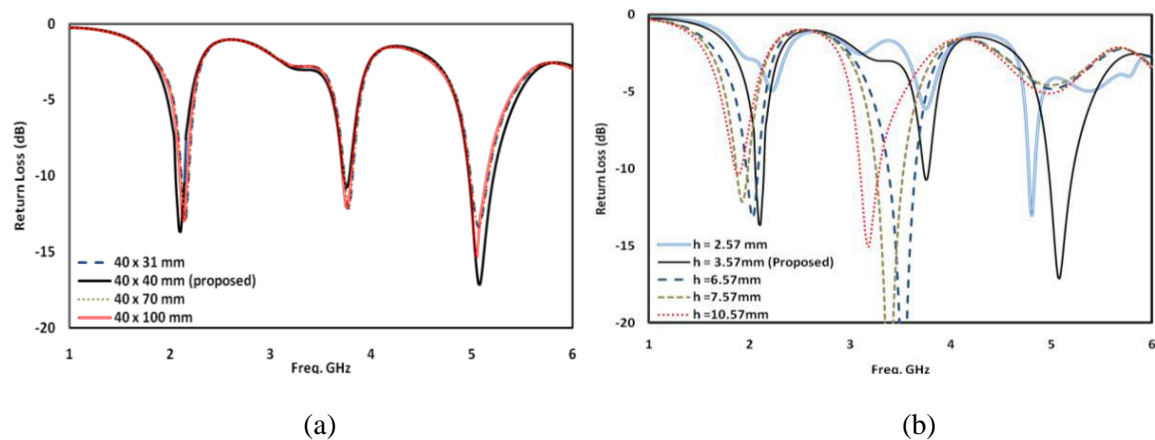 0
-5
-10
-15
-20
Return Loss (dB)
40 x 31 mm
40 x 40 mm (proposed)
40 x 70 mm
40 x 100 mm
1 2 3 4 5 6
Freq. GHz
(a)
0
-5
-10
-15
-20
Return Loss (dB)
h = 2.57 mm
h = 3.57mm (Proposed)
h =6.57mm
h =7.57mm
h =10.57mm
1 2 3 4 5 6
Freq. GHz
(b)